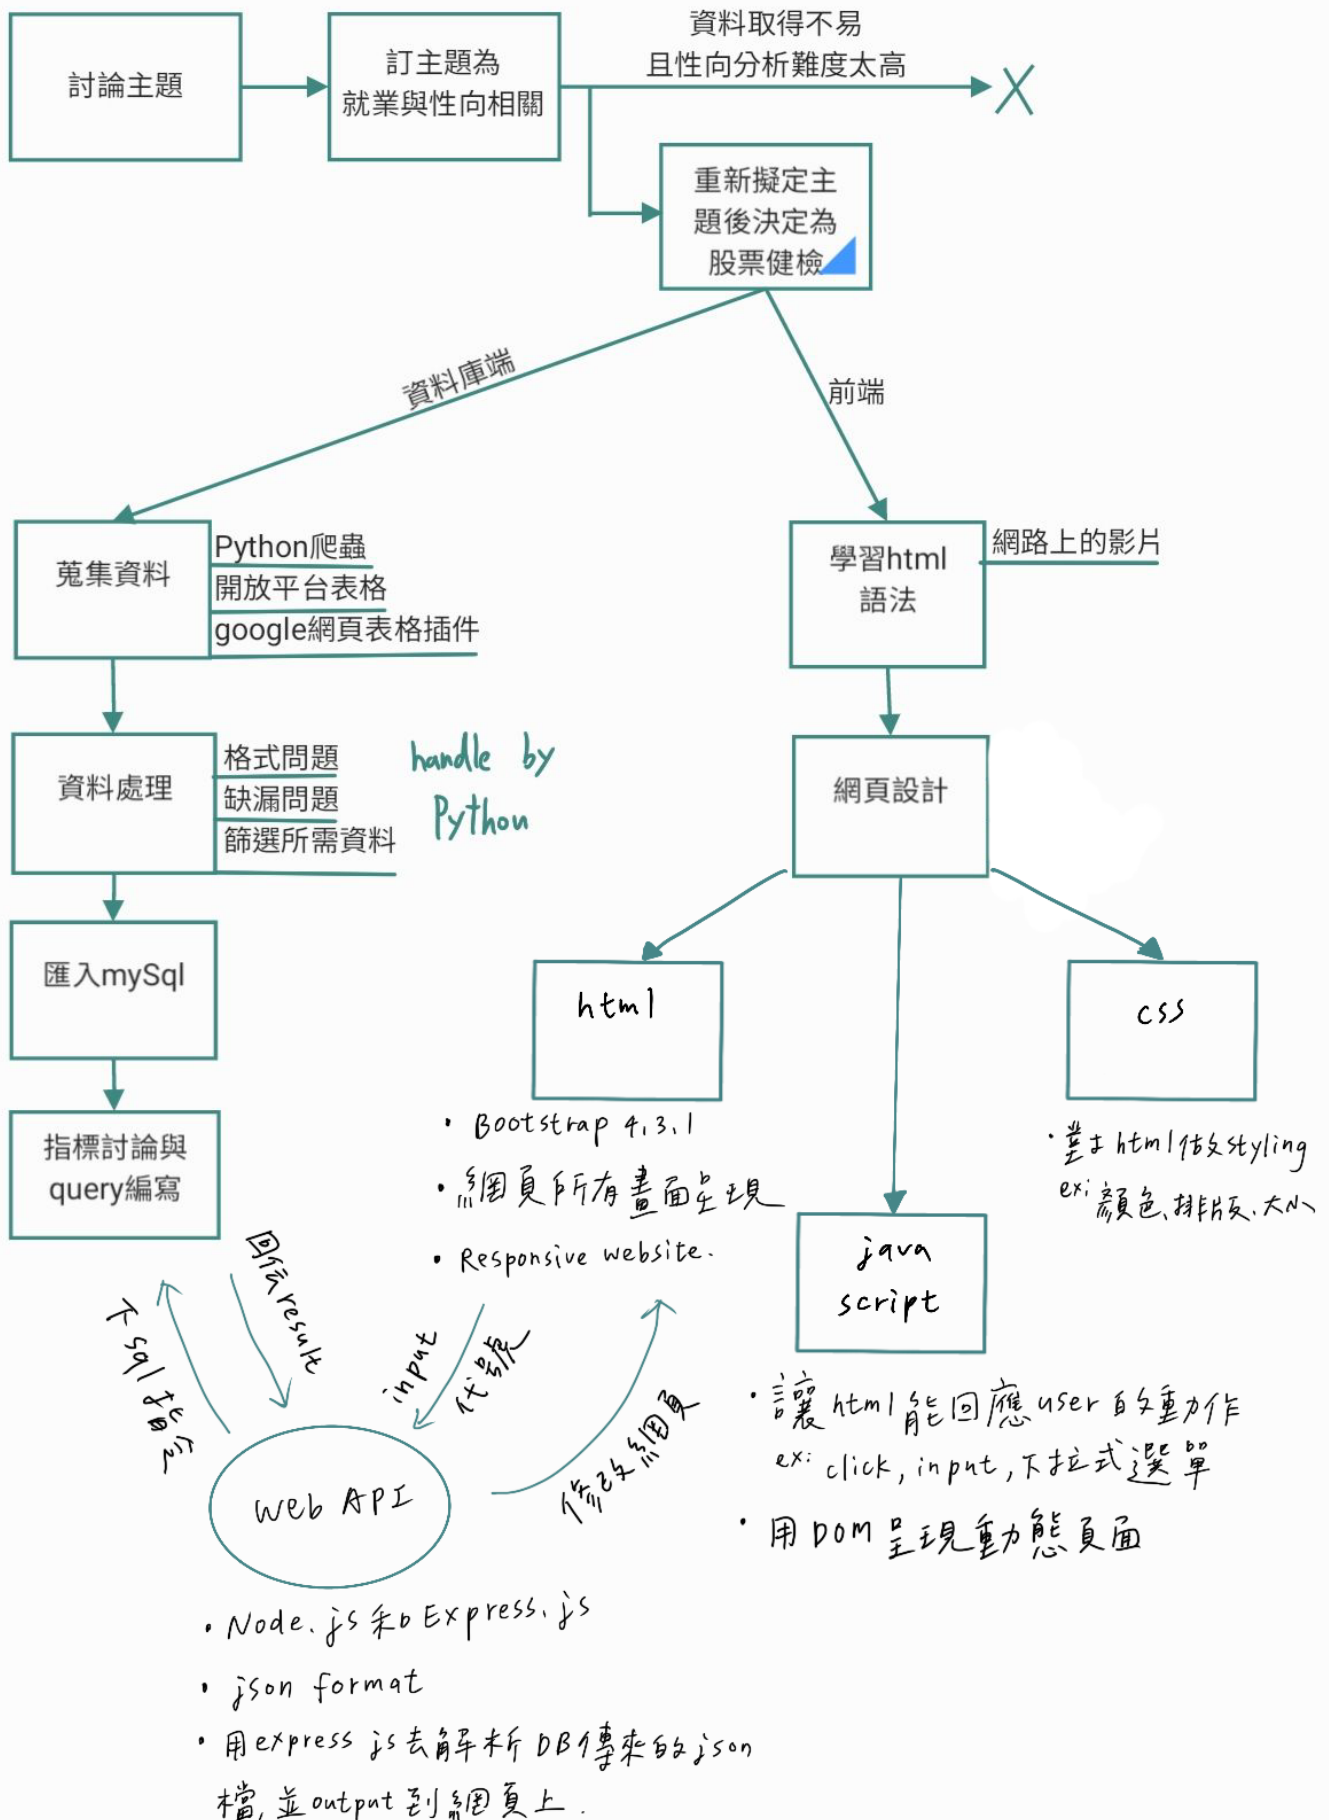 討論主題
訂主題為
就業與性向相關
資料取得不易
且性向分析難度太高
X
重新擬定主
題後決定為
股票健檢
資料庫端
前端
蒐集資料
Python爬蟲
開放平台表格
google網頁表格插件
學習html
語法
網路上的影片
資料處理
格式問題
缺漏問題
篩選所需資料
handle by
Python
網頁設計
匯入mySql
html
css
指標討論與
query編寫
• Bootstrap 4.3.1
• 網頁所有畫面呈現
• Responsive website.
• 對html做styling
ex: 顏色、排版、大小
java
script
下sql指令
回傳result
input
代號
修改網頁
• 讓html能回應user的動作
ex: click, input, 下拉式選單
• 用DOM呈現動態頁面
Web API
• Node.js和Express.js
• json format
• 用express js去解析DB傳來的json
檔,並output到網頁上.